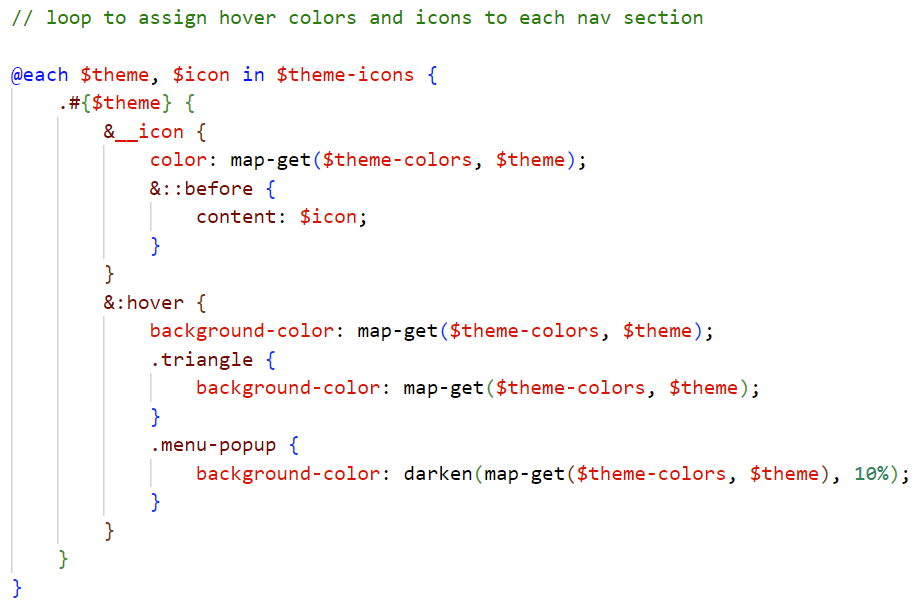 // loop to assign hover colors and icons to each nav section
@each $theme, $icon in $theme-icons {
.#{$theme} {
&__icon {
color: map-get($theme-colors, $theme);
&::before {
content: $icon;
}
}
&:hover {
background-color: map-get($theme-colors, $theme);
.triangle {
background-color: map-get($theme-colors, $theme);
}
.menu-popup {
background-color: darken(map-get($theme-colors, $theme), 10%);
}
}
}
}